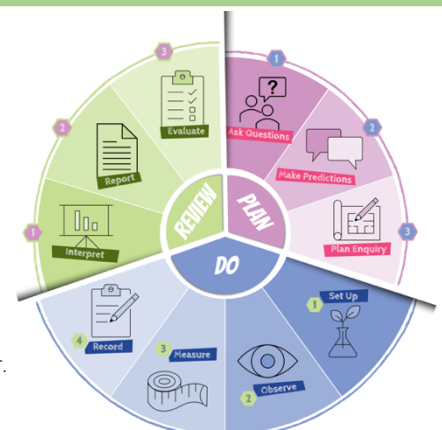 1
Ask Questions
2
Make Predictions
3
Plan Enquiry
PLAN
DO
1
Set Up
2
Observe
3
Measure
4
Record
REVIEW
1
Interpret
2
Report
3
Evaluate
?
r.